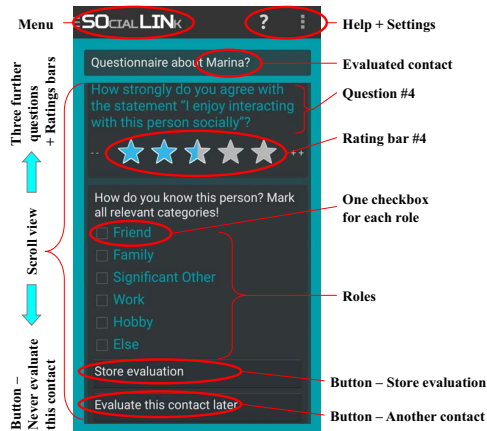 Menu
SOCIAL LINK
?
Help + Settings
Questionnaire about Marina?
Evaluated contact
How strongly do you agree with
the statement "I enjoy interacting
with this person socially"?
Question #4
--
++
Rating bar #4
How do you know this person? Mark
all relevant categories!
One checkbox
for each role
Friend
Family
Significant Other
Work
Hobby
Else
Roles
Store evaluation
Button – Store evaluation
Evaluate this contact later
Button – Another contact
Three further
questions
+ Ratings bars
Scroll view
Button –
Never evaluate
this contact